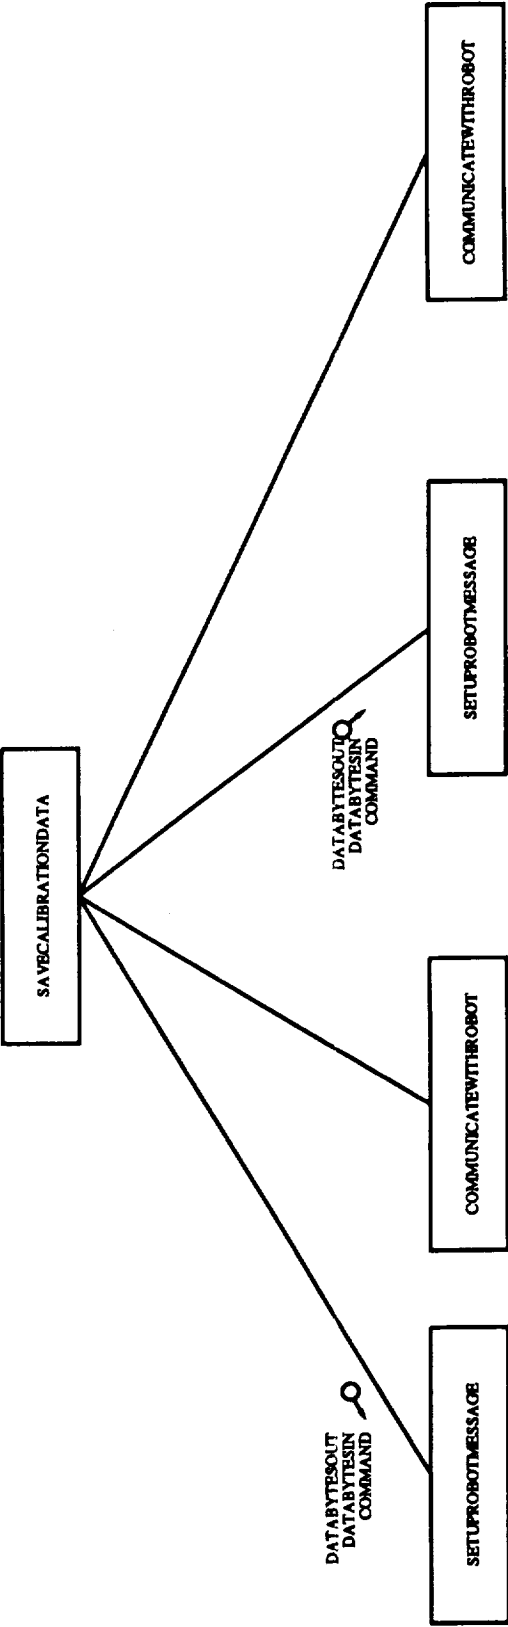 SAVECALIBRATIONDATA
DATABYTESOUT
DATABYTESIN
COMMAND
DATABYTESOUT
DATABYTESIN
COMMAND
SETUPROBOTMESSAGE
COMMUNICATEWITHROBOT
SETUPROBOTMESSAGE
COMMUNICATEWITHROBOT